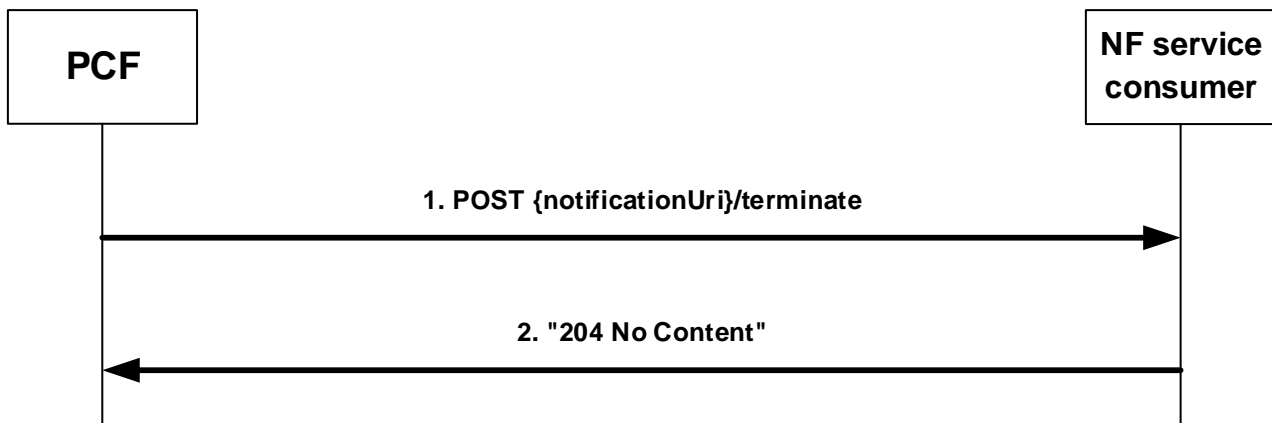 PCF
NF service
consumer
1. POST {notificationUri}/terminate
2. "204 No Content"